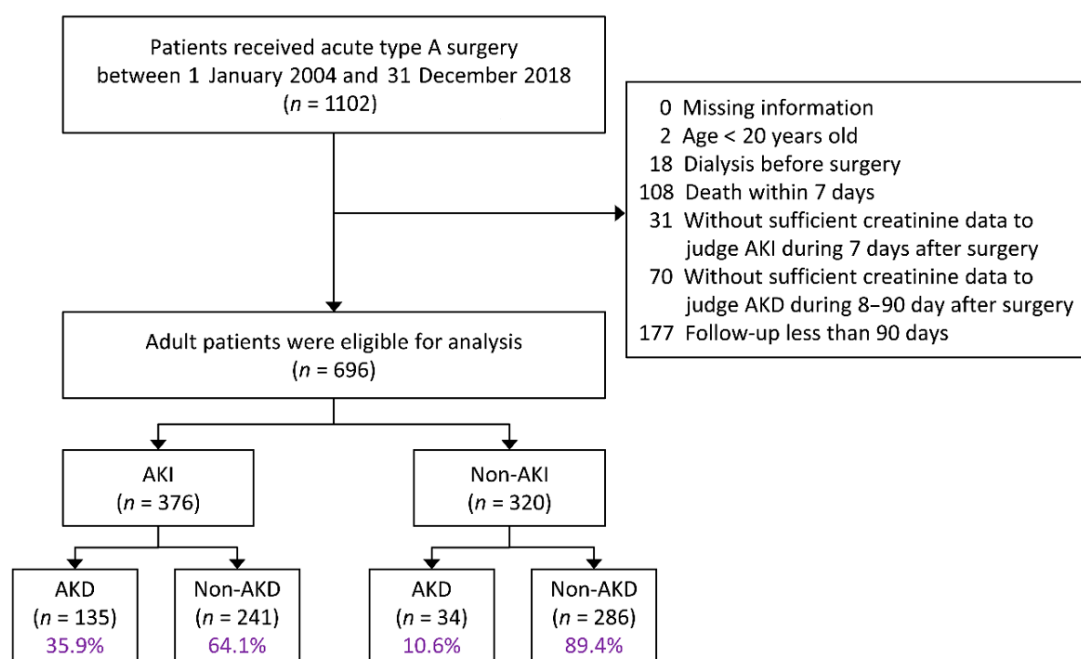 Patients received acute type A surgery
between 1 January 2004 and 31 December 2018
(n = 1102)
0 Missing information
2 Age < 20 years old
18 Dialysis before surgery
108 Death within 7 days
31 Without sufficient creatinine data to
judge AKI during 7 days after surgery
70 Without sufficient creatinine data to
judge AKD during 8–90 day after surgery
177 Follow-up less than 90 days
Adult patients were eligible for analysis
(n = 696)
AKI
(n = 376)
Non-AKI
(n = 320)
AKD
(n = 135)
35.9%
Non-AKD
(n = 241)
64.1%
AKD
(n = 34)
10.6%
Non-AKD
(n = 286)
89.4%